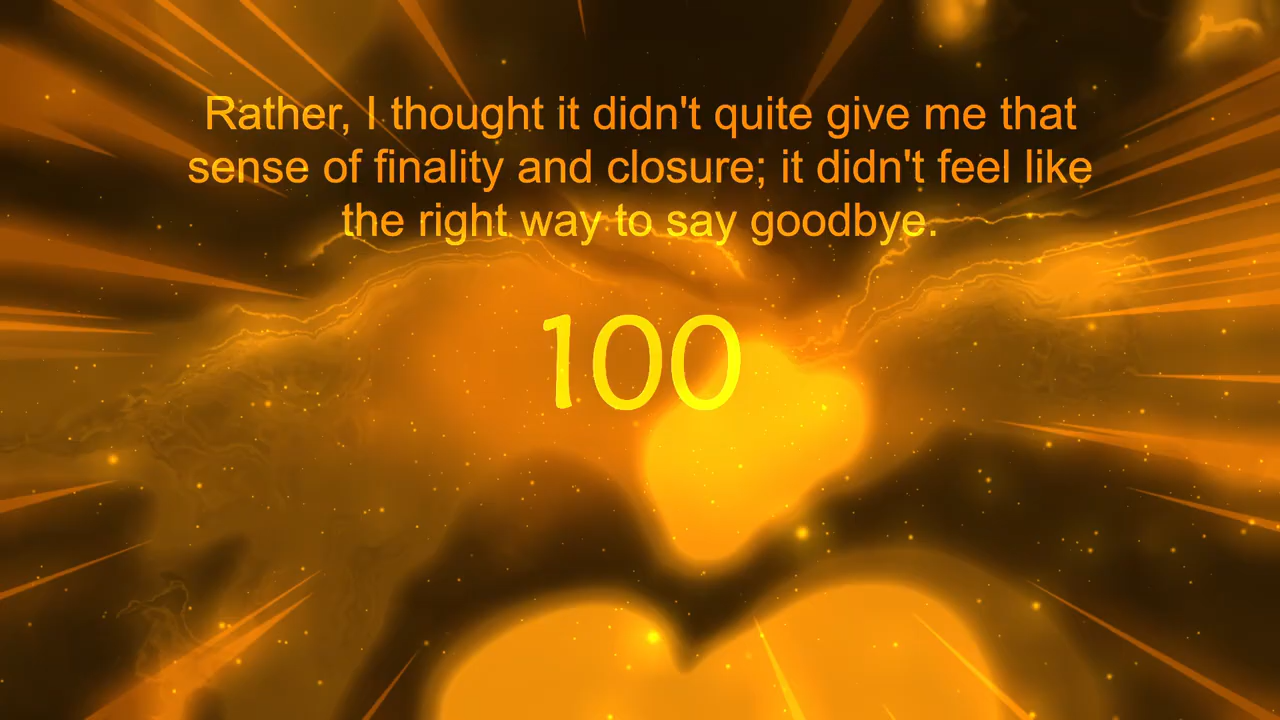 Rather, I thought it didn't quite give me that
sense of finality and closure; it didn't feel like
the right way to say goodbye.
100